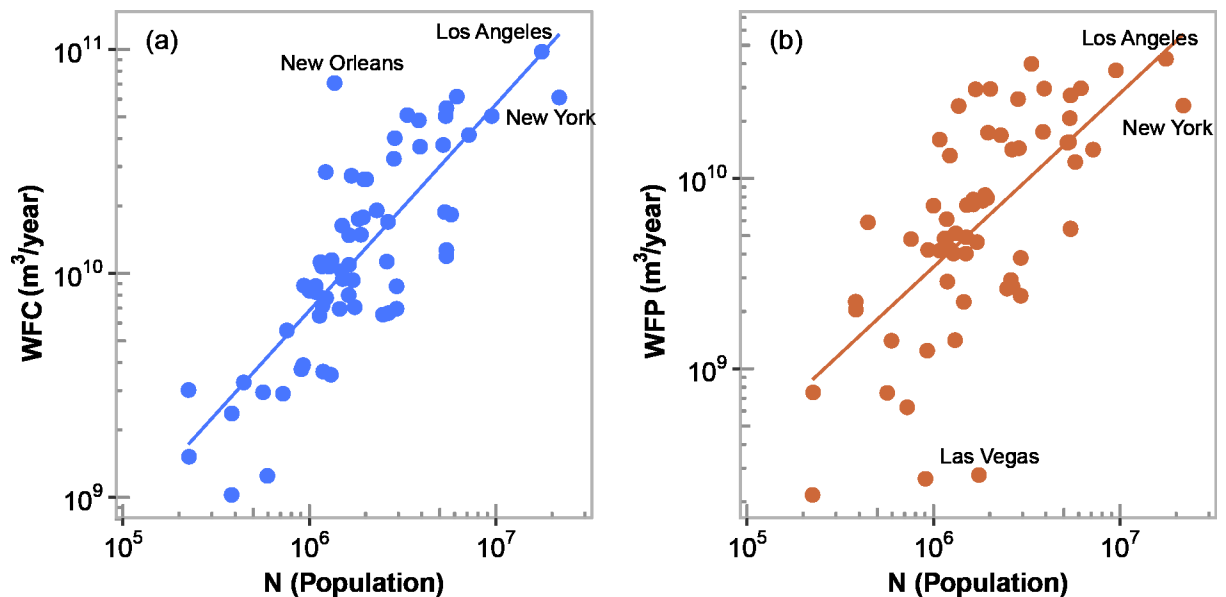 (a)
New Orleans
Los Angeles
New York
10^11
10^10
10^9
WFC (m^3/year)
10^5
10^6
10^7
N (Population)
(b)
Los Angeles
New York
Las Vegas
10^10
10^9
WFP (m^3/year)
10^5
10^6
10^7
N (Population)